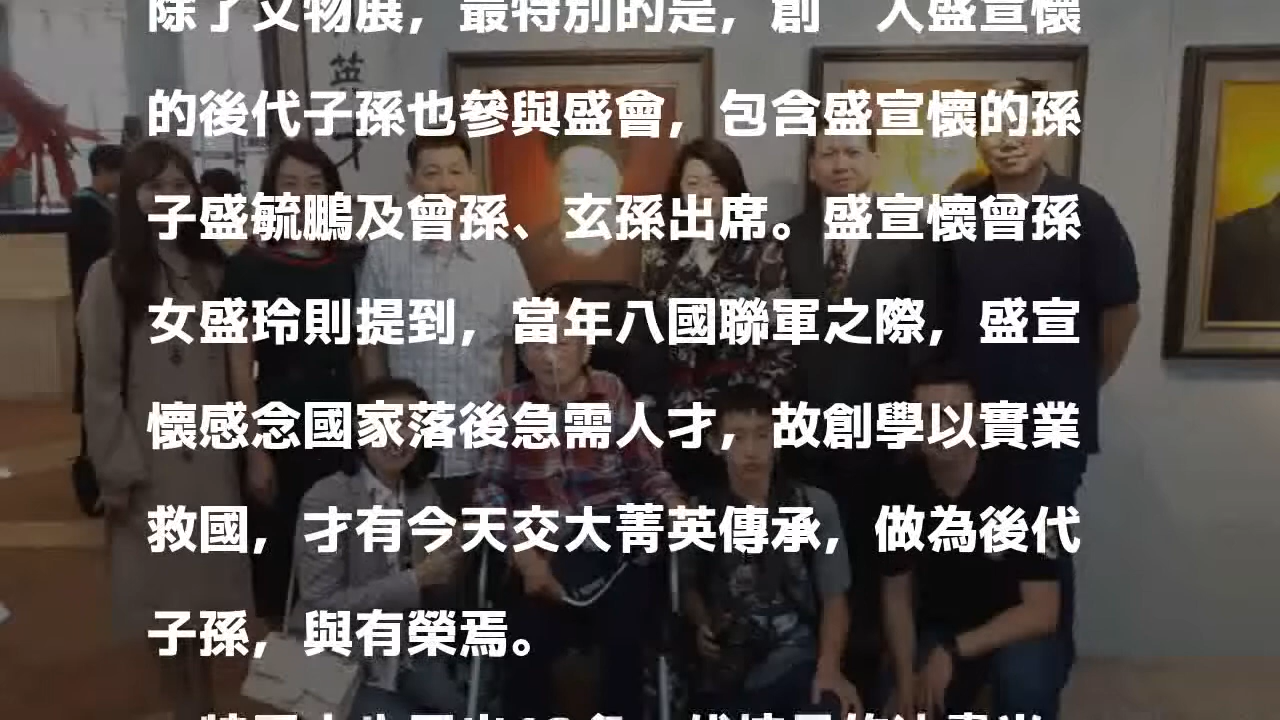 除了文物展，最特別的是，創　人盛宣懷
的後代子孫也參與盛會，包含盛宣懷的孫
子盛毓鵬及曾孫、玄孫出席。盛宣懷曾孫
女盛玲則提到，當年八國聯軍之際，盛宣
懷感念國家落後急需人才，故創學以實業
救國，才有今天交大菁英傳承，做為後代
子孫，與有榮焉。